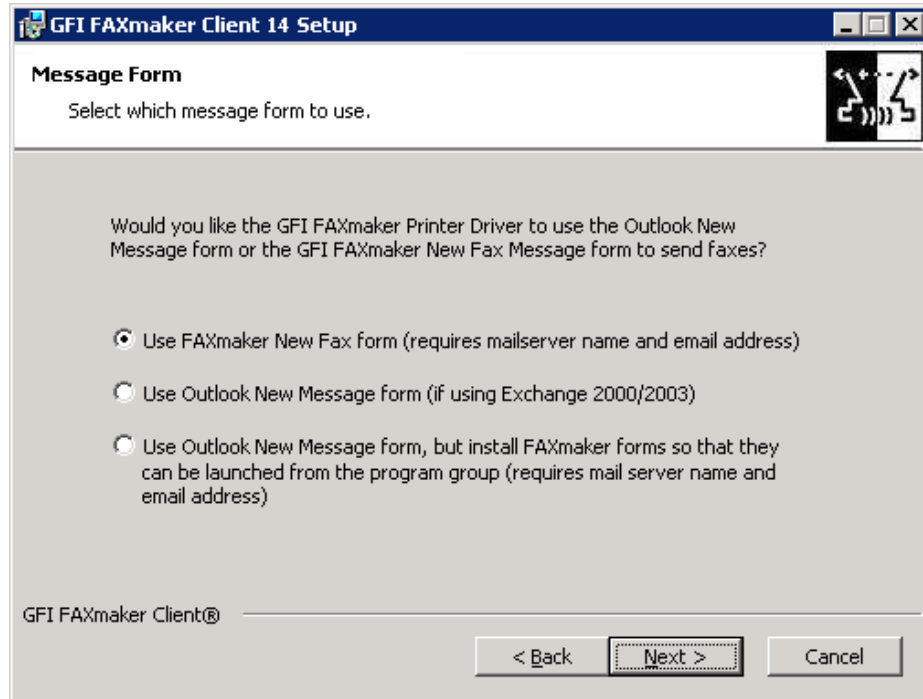 GFI FAXmaker Client 14 Setup
Message Form
Select which message form to use.
Would you like the GFI FAXmaker Printer Driver to use the Outlook New
Message form or the GFI FAXmaker New Fax Message form to send faxes?
Use FAXmaker New Fax form (requires mailserver name and email address)
Use Outlook New Message form (if using Exchange 2000/2003)
Use Outlook New Message form, but install FAXmaker forms so that they
can be launched from the program group (requires mail server name and
email address)
GFI FAXmaker Client®
< Back
Next >
Cancel